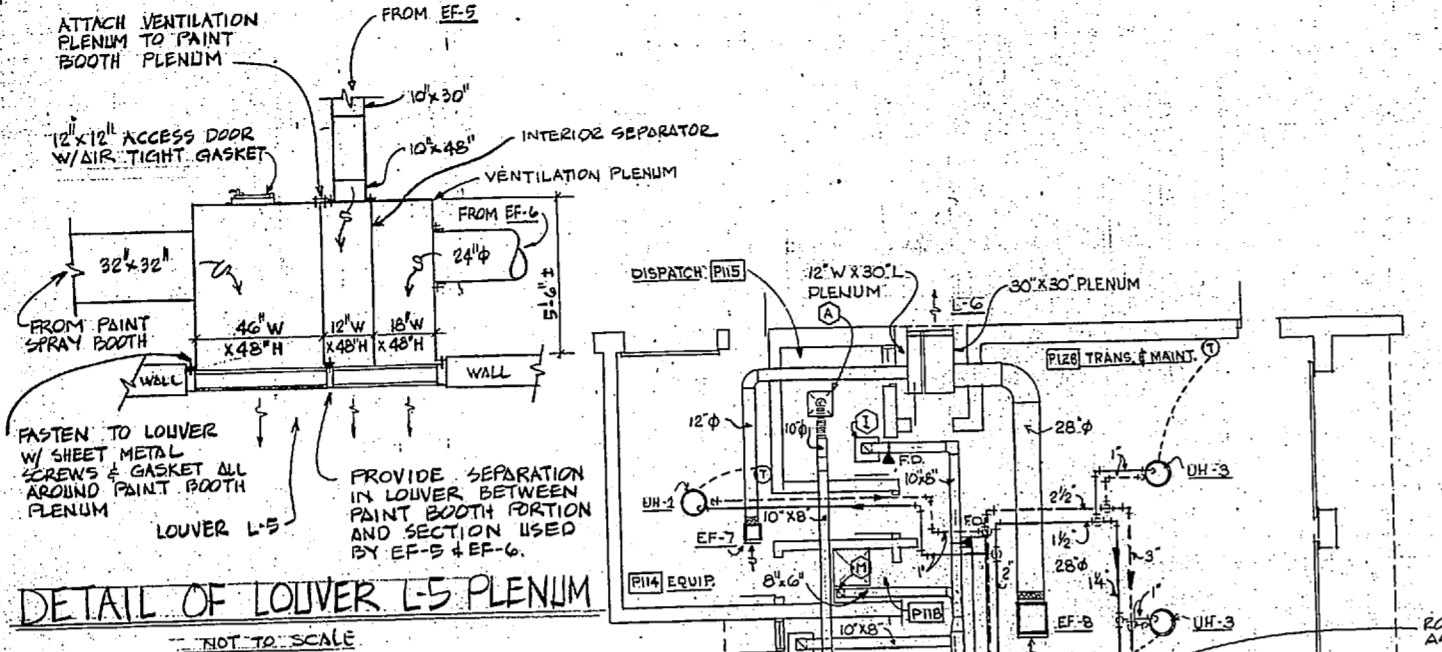 ATTACH VENTILATION
PLENUM TO PAINT
BOOTH PLENUM
FROM EF-5
10"x30"
12"x12" ACCESS DOOR
W/AIR TIGHT GASKET
10"x48"
INTERIOR SEPARATOR
VENTILATION PLENUM
FROM EF-6
32"x32"
24"φ
5'-6" ±
FROM PAINT
SPRAY BOOTH
46"W
x48"H
12"W
x48"H
18"W
x48"H
WALL
WALL
FASTEN TO LOUVER
W/ SHEET METAL
SCREWS & GASKET ALL
AROUND PAINT BOOTH
PLENUM
LOUVER L-5
PROVIDE SEPARATION
IN LOUVER BETWEEN
PAINT BOOTH PORTION
AND SECTION USED
BY EF-5 & EF-6.
DETAIL OF LOUVER L-5 PLENUM
NOT TO SCALE
DISPATCH P115
12"W X 30"L
PLENUM
A
L-6
30"X30" PLENUM
P128 TRANS. & MAINT.
T
12"φ
10"φ
I
F.D.
28"φ
10"x8"
UH-1
T
1"
UH-3
2½"
10"X8"
F.D.
1½"
EF-7
1"
2"
28"φ
3"
1¼"
M
P114 EQUIP.
8"x6"
P118
1"
10"X8"
EF-8
UH-3